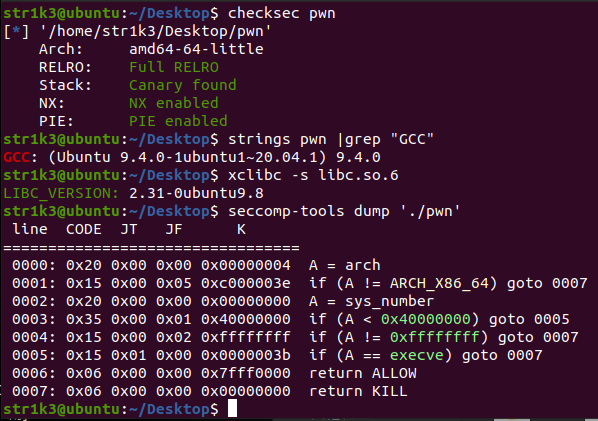 str1k3@ubuntu:~/Desktop$ checksec pwn
[*] '/home/str1k3/Desktop/pwn'
    Arch:     amd64-64-little
    RELRO:    Full RELRO
    Stack:    Canary found
    NX:       NX enabled
    PIE:      PIE enabled
str1k3@ubuntu:~/Desktop$ strings pwn |grep "GCC"
GCC: (Ubuntu 9.4.0-1ubuntu1~20.04.1) 9.4.0
str1k3@ubuntu:~/Desktop$ xclibc -s libc.so.6
LIBC_VERSION: 2.31-0ubuntu9.8
str1k3@ubuntu:~/Desktop$ seccomp-tools dump './pwn'
 line  CODE  JT   JF      K
=================================
 0000: 0x20 0x00 0x00 0x00000004  A = arch
 0001: 0x15 0x00 0x05 0xc000003e  if (A != ARCH_X86_64) goto 0007
 0002: 0x20 0x00 0x00 0x00000000  A = sys_number
 0003: 0x35 0x00 0x01 0x40000000  if (A < 0x40000000) goto 0005
 0004: 0x15 0x00 0x02 0xffffffff  if (A != 0xffffffff) goto 0007
 0005: 0x15 0x01 0x00 0x0000003b  if (A == execve) goto 0007
 0006: 0x06 0x00 0x00 0x7fff0000  return ALLOW
 0007: 0x06 0x00 0x00 0x00000000  return KILL
str1k3@ubuntu:~/Desktop$